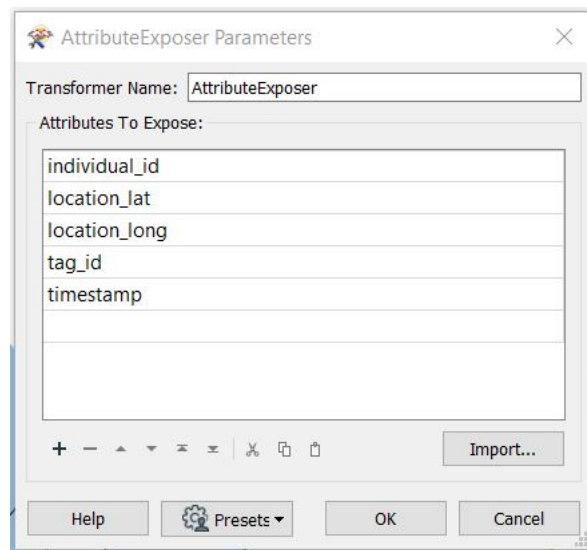 AttributeExposer Parameters
Transformer Name: AttributeExposer
Attributes To Expose:
individual_id
location_lat
location_long
tag_id
timestamp
Import...
Help Presets OK Cancel